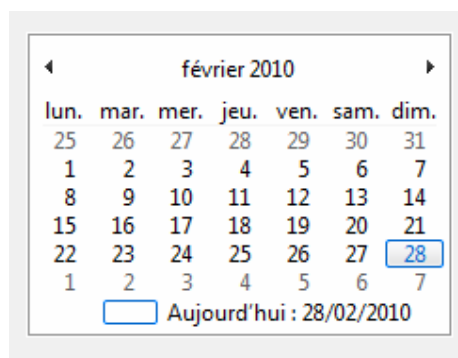 février 2010
lun. mar. mer. jeu. ven. sam. dim.
25 26 27 28 29 30 31
1 2 3 4 5 6 7
8 9 10 11 12 13 14
15 16 17 18 19 20 21
22 23 24 25 26 27 28
1 2 3 4 5 6 7
Aujourd'hui : 28/02/2010